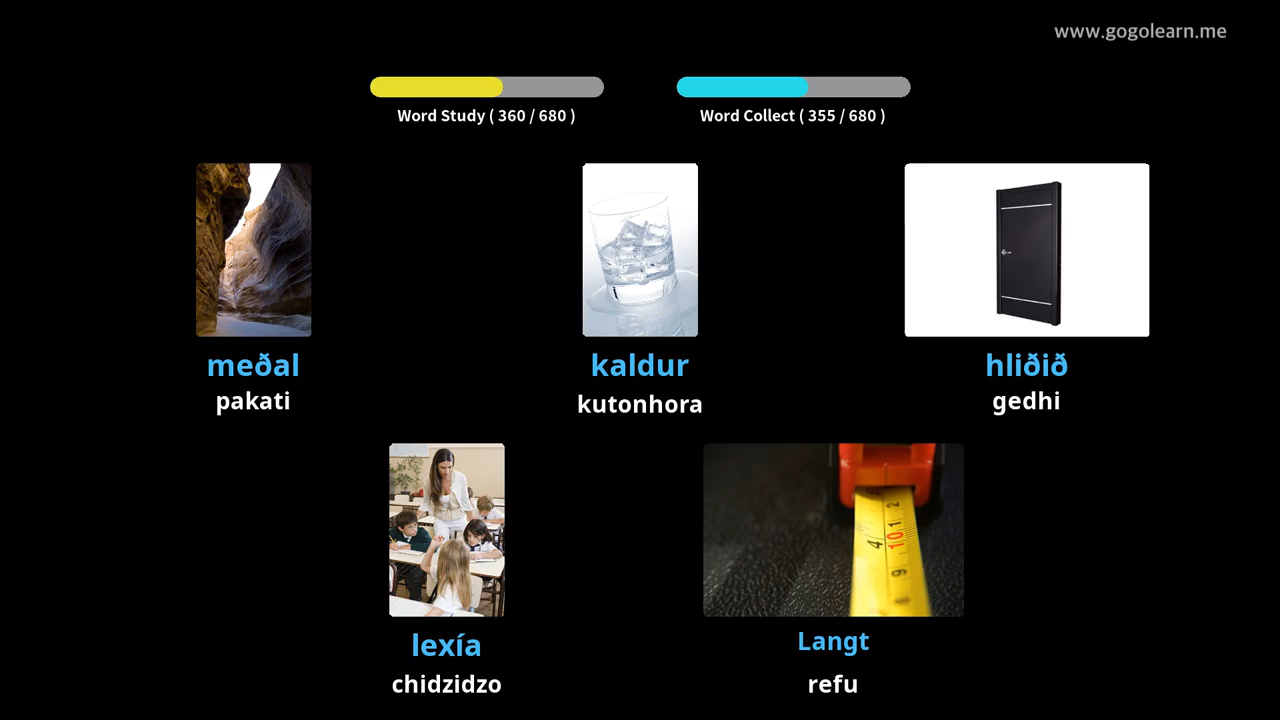 www.gogolearn.me
Word Study ( 360 / 680 )
Word Collect ( 355 / 680 )
meðal
pakati
kaldur
kutonhora
hliðið
gedhi
lexía
chidzidzo
Langt
refu